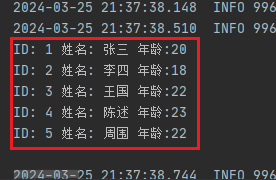 2024-03-25 21:37:38.148 INFO 996
2024-03-25 21:37:38.510 INFO 996
ID: 1 姓名: 张三 年龄:20
ID: 2 姓名: 李四 年龄:18
ID: 3 姓名: 王国 年龄:22
ID: 4 姓名: 陈述 年龄:23
ID: 5 姓名: 周围 年龄:22
2024-03-25 21:37:38.744 INFO 996